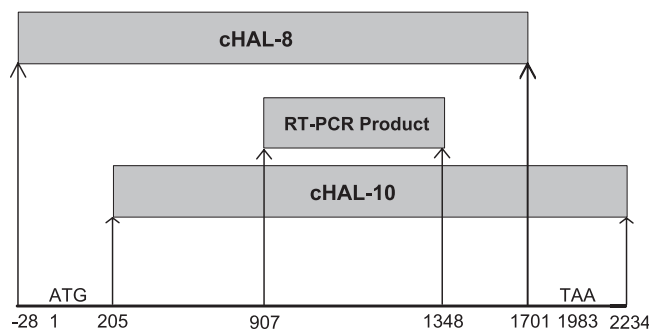 cHAL-8
RT-PCR Product
cHAL-10
ATG TAA
-28 1 205 907 1348 1701 1983 2234